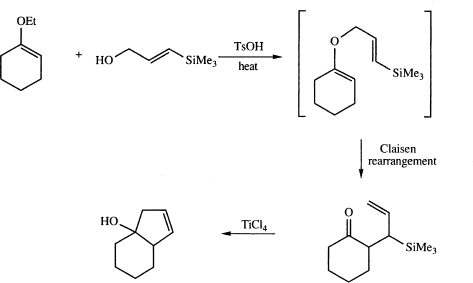 OEt
+
HO
SiMe3
TsOH
heat
O
SiMe3
Claisen
rearrangement
O
SiMe3
TiCl4
HO